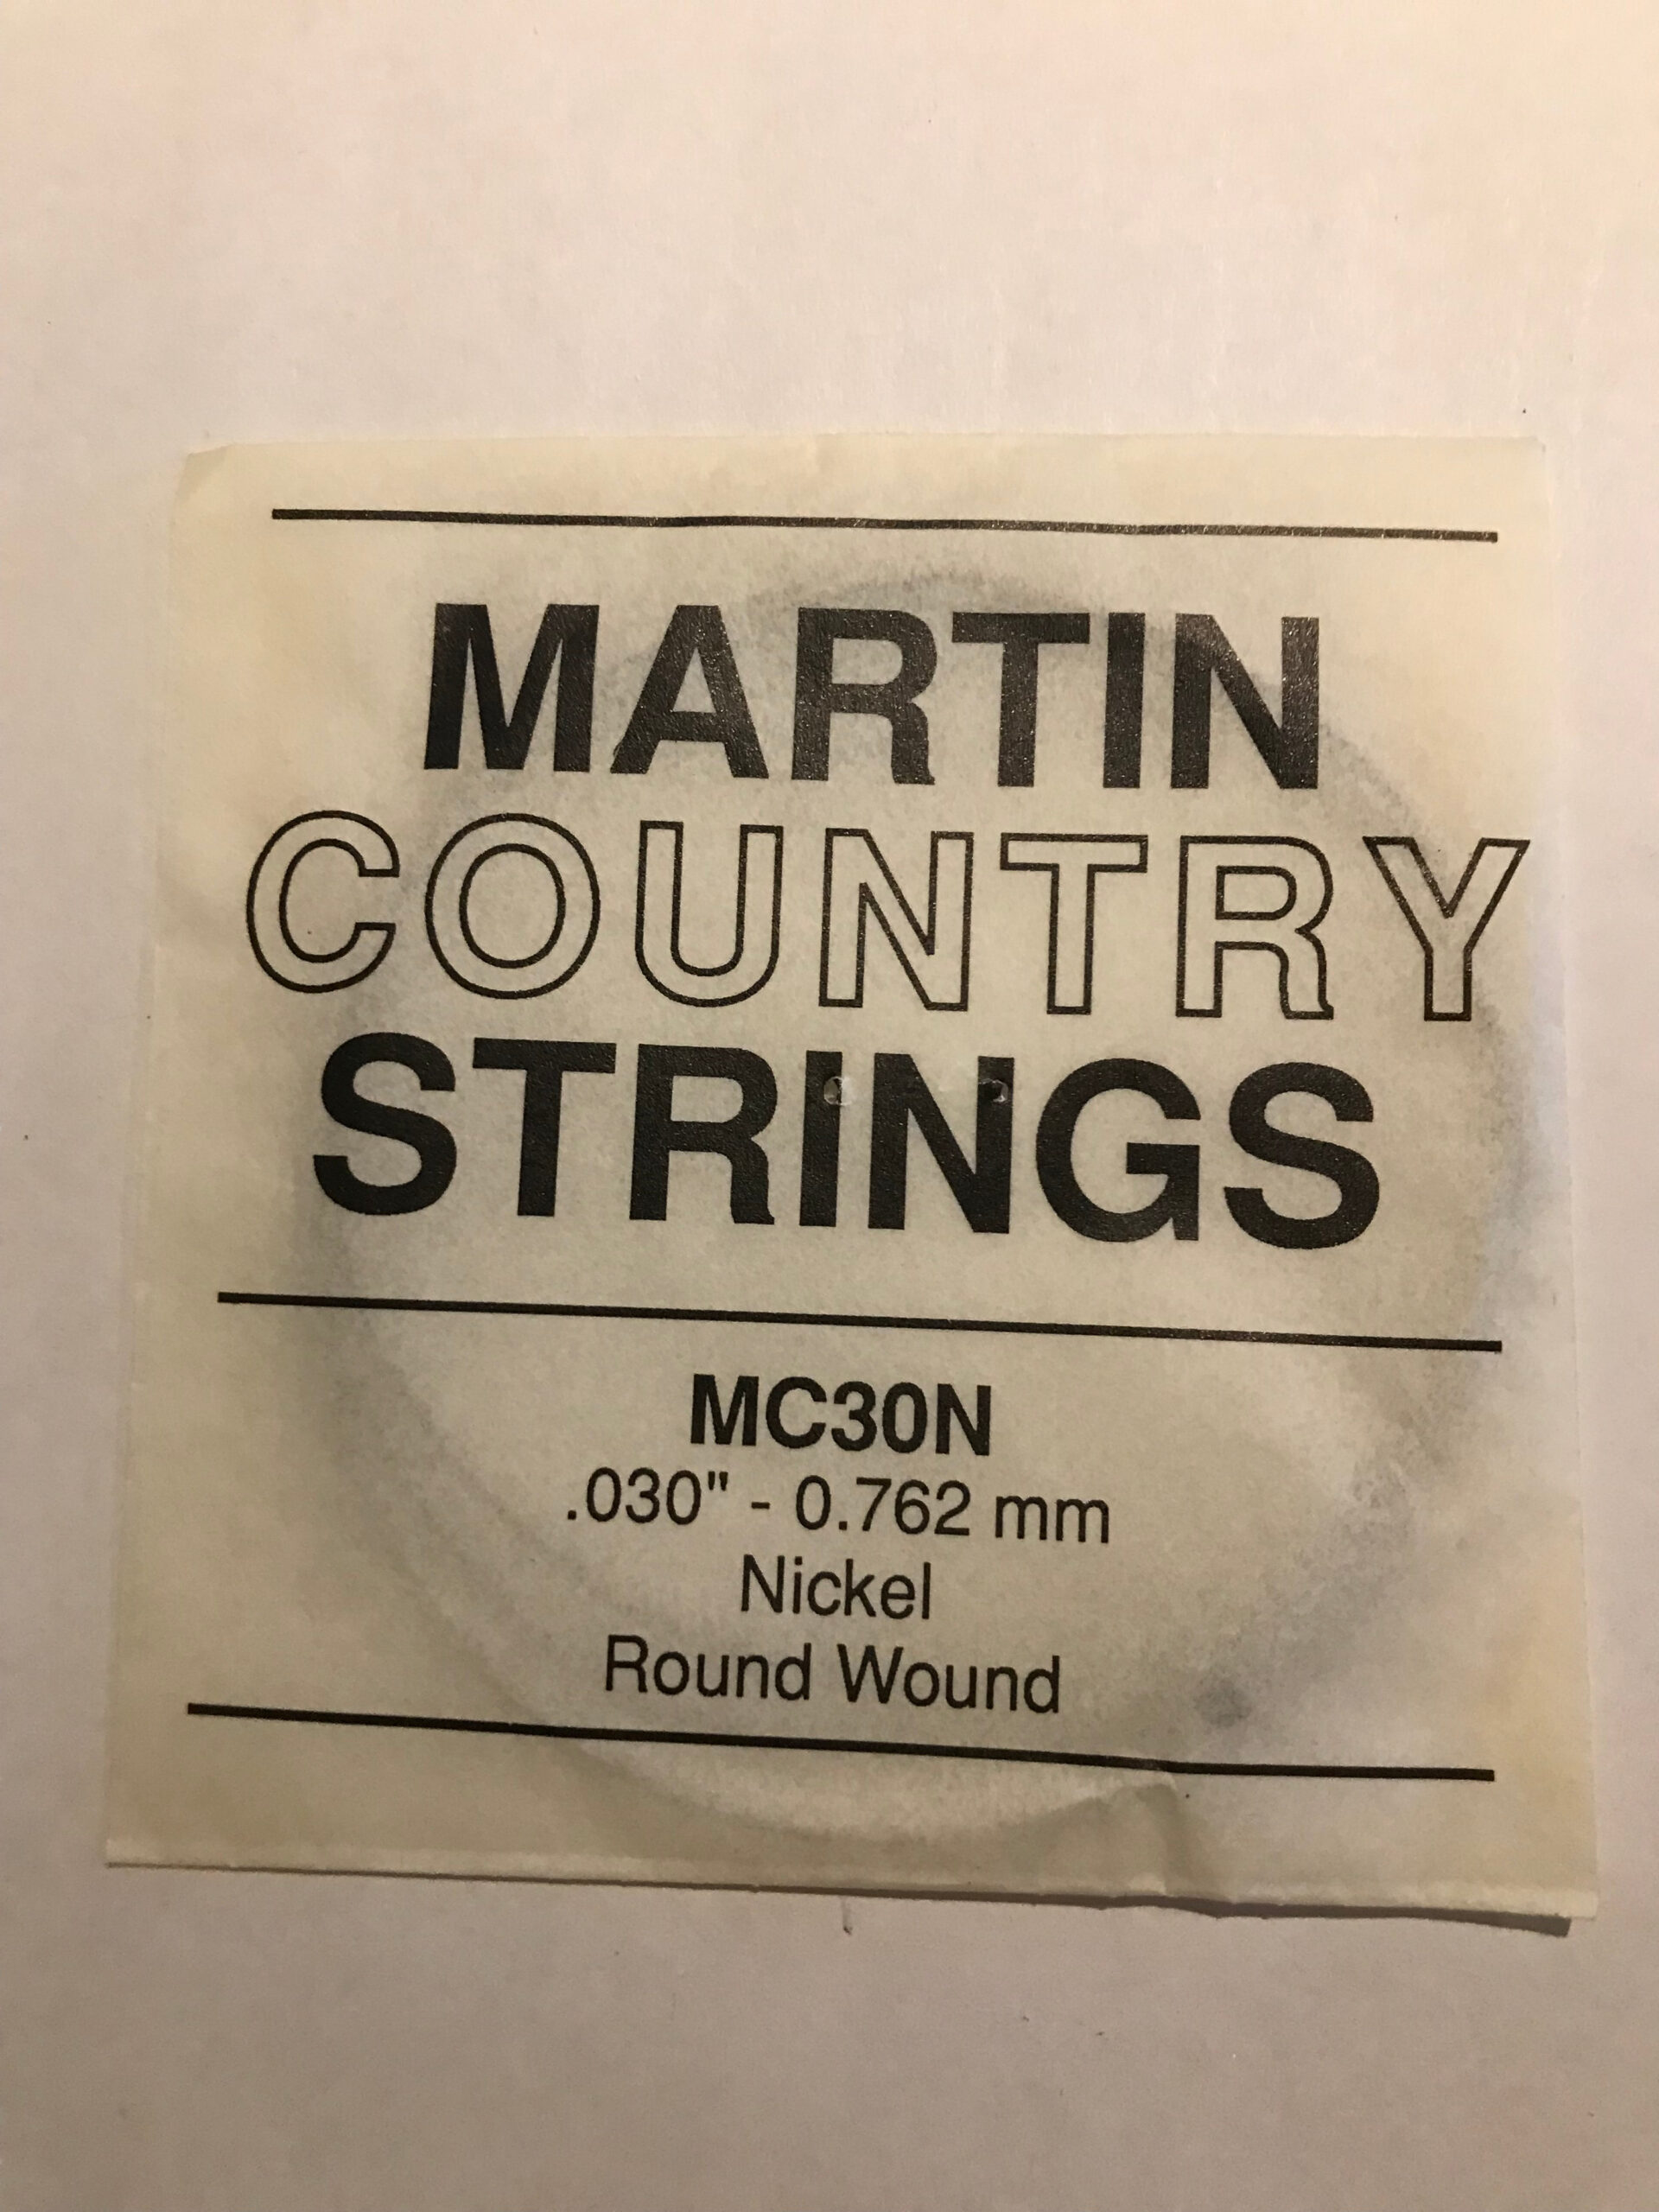 MARTIN
COUNTRY
STRINGS
MC30N
.030" - 0.762 mm
Nickel
Round Wound